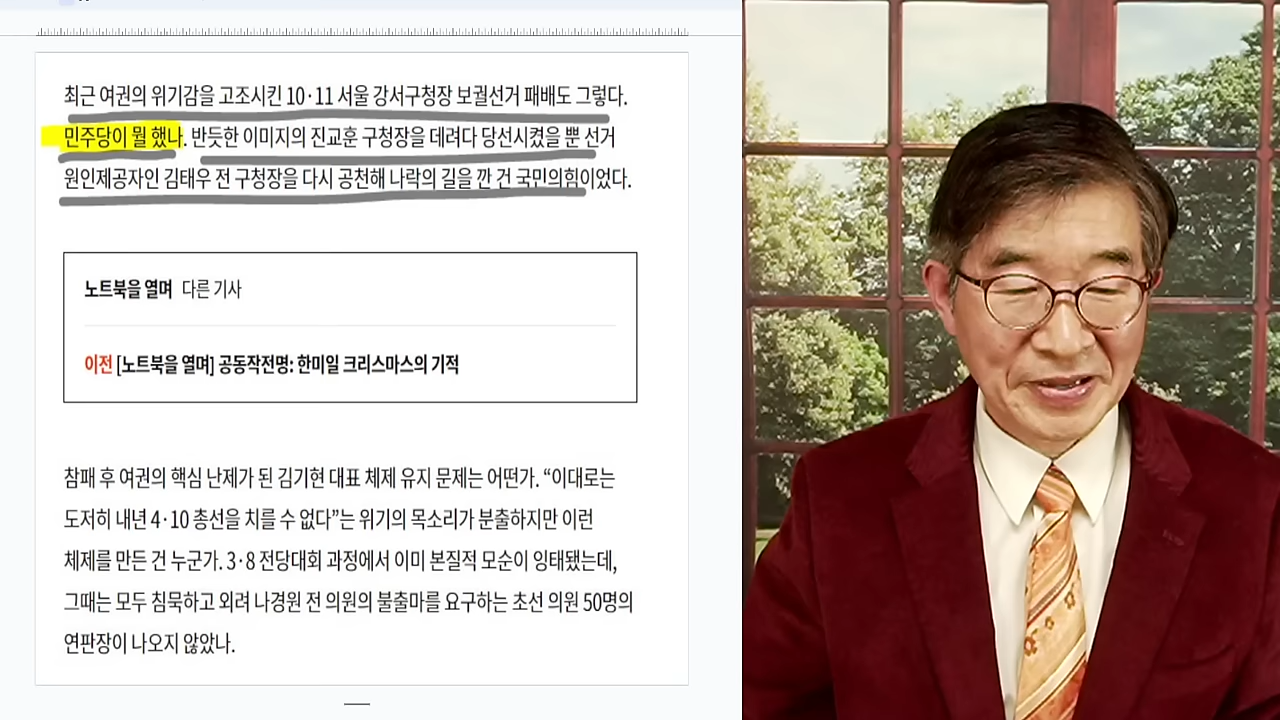 최근 여권의 위기감을 고조시킨 10·11 서울 강서구청장 보궐선거 패배도 그렇다.
민주당이 뭘 했나. 반듯한 이미지의 진교훈 구청장을 데려다 당선시켰을 뿐 선거
원인제공자인 김태우 전 구청장을 다시 공천해 나락의 길을 깐 건 국민의힘이었다.
노트북을 열며 다른 기사
이전 [노트북을 열며] 공동작전명: 한미일 크리스마스의 기적
참패 후 여권의 핵심 난제가 된 김기현 대표 체제 유지 문제는 어떤가. “이대로는
도저히 내년 4·10 총선을 치를 수 없다”는 위기의 목소리가 분출하지만 이런
체제를 만든 건 누군가. 3·8 전당대회 과정에서 이미 본질적 모순이 잉태됐는데,
그때는 모두 침묵하고 외려 나경원 전 의원의 불출마를 요구하는 초선 의원 50명의
연판장이 나오지 않았나.